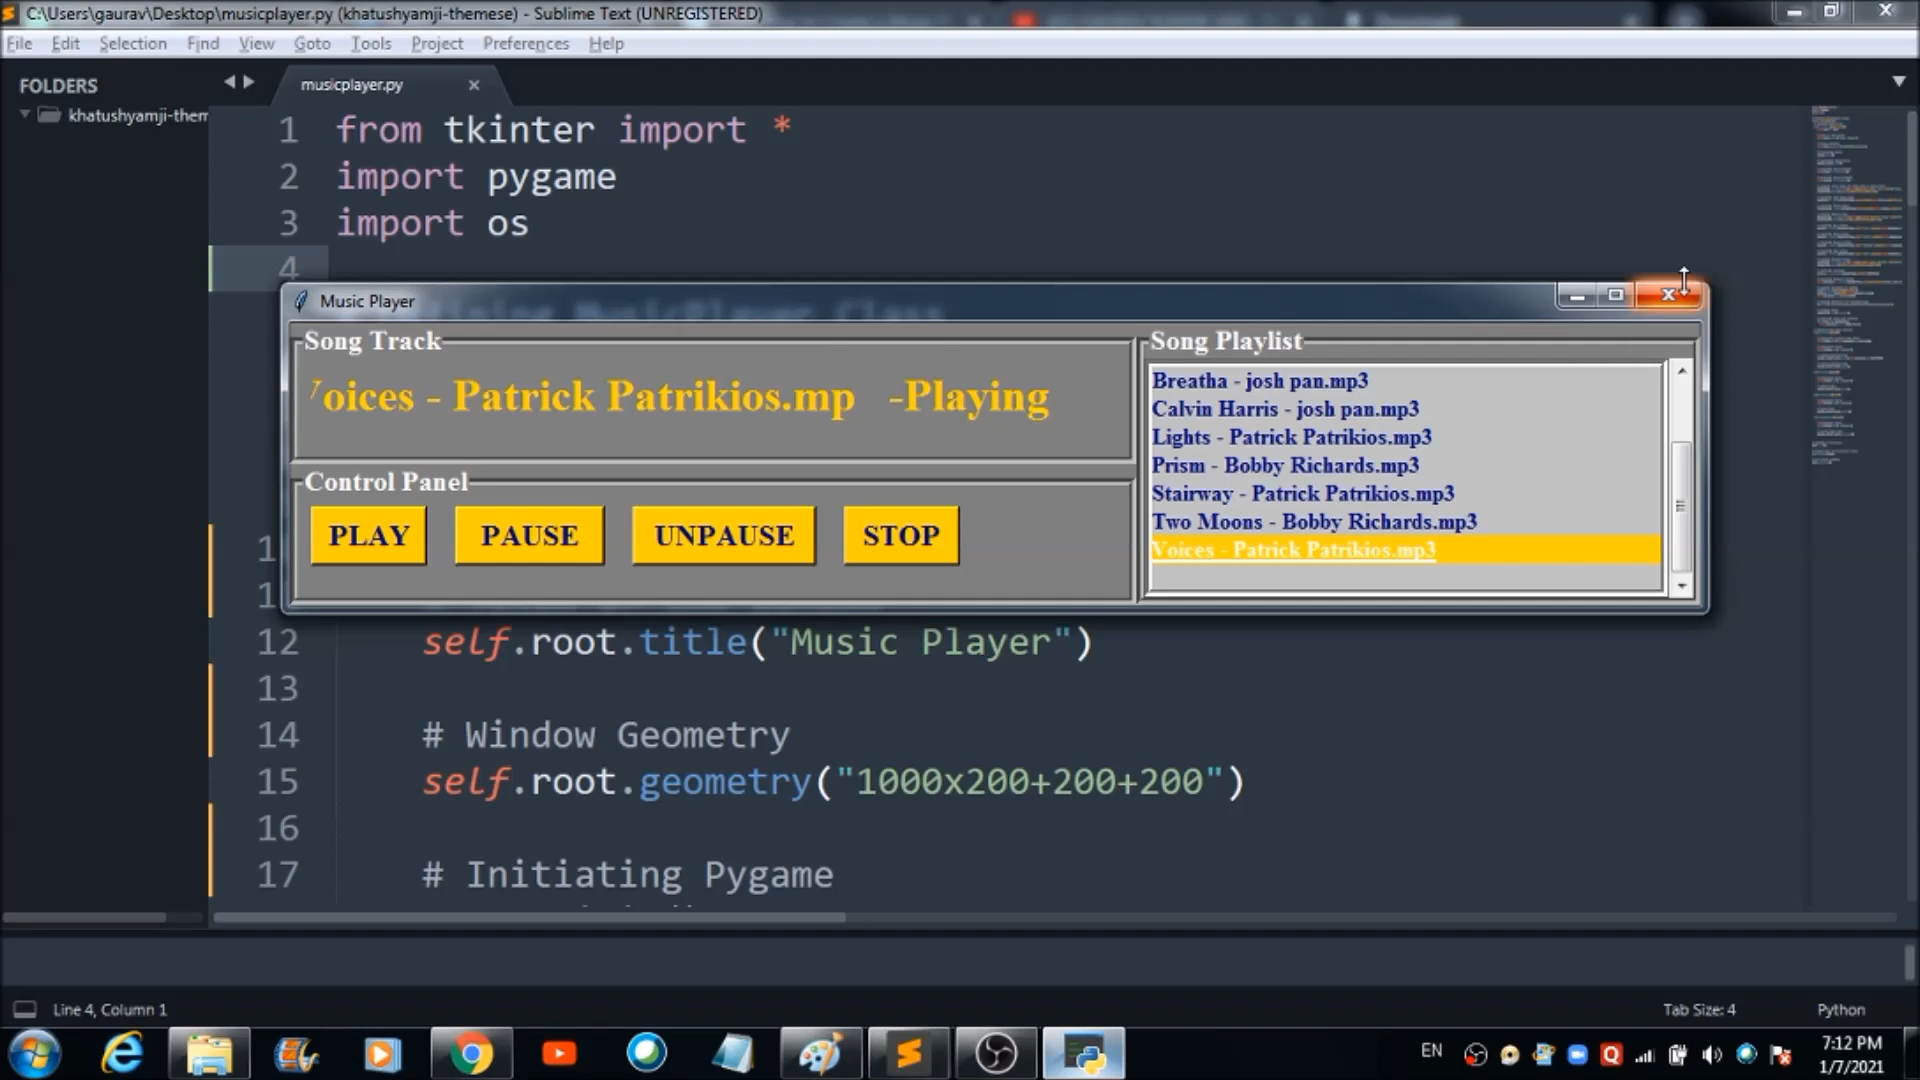 C:\Users\gaurav\Desktop\musicplayer.py (khatushyamji-themese) - Sublime Text (UNREGISTERED)
File Edit Selection Find View Goto Tools Project Preferences Help
FOLDERS
khatushyamji-them
musicplayer.py
1 from tkinter import *
2 import pygame
3 import os
4
Music Player
Song Track
Voices - Patrick Patrikios.mp -Playing
Control Panel
PLAY PAUSE UNPAUSE STOP
Song Playlist
Breatha - josh pan.mp3
Calvin Harris - josh pan.mp3
Lights - Patrick Patrikios.mp3
Prism - Bobby Richards.mp3
Stairway - Patrick Patrikios.mp3
Two Moons - Bobby Richards.mp3
Voices - Patrick Patrikios.mp3
1
1
12 self.root.title("Music Player")
13
14 # Window Geometry
15 self.root.geometry("1000x200+200+200")
16
17 # Initiating Pygame
Line 4, Column 1
Tab Size: 4
Python
EN
7:12 PM
1/7/2021